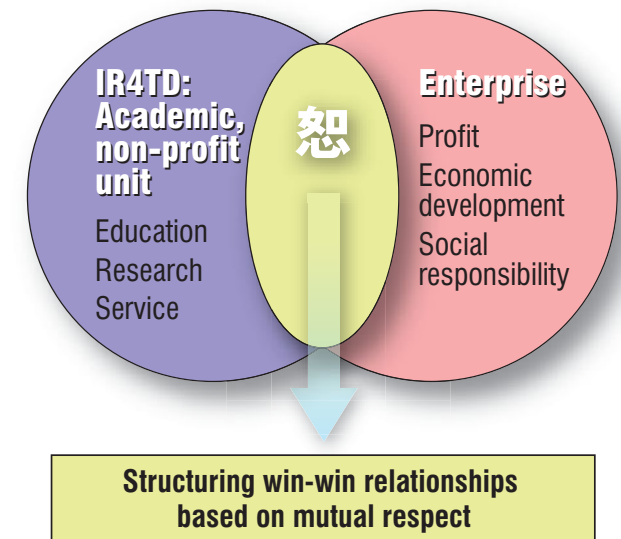 IR4TD:
Academic,
non-profit
unit
Education
Research
Service
恕
Enterprise
Profit
Economic
development
Social
responsibility
Structuring win-win relationships
based on mutual respect